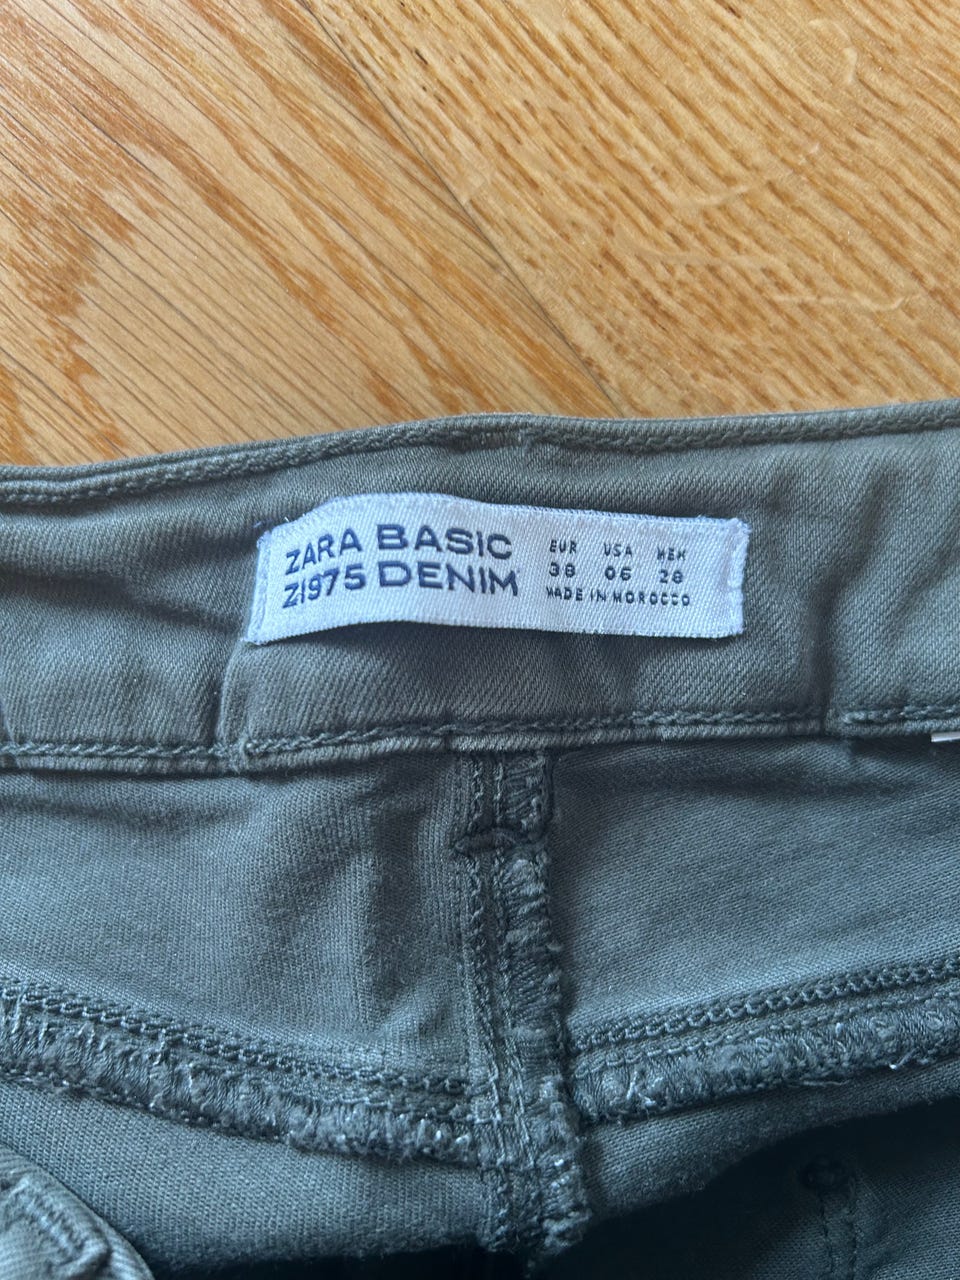 ZARA BASIC
Z1975 DENIM
EUR USA MEX
38 06 28
MADE IN MOROCCO